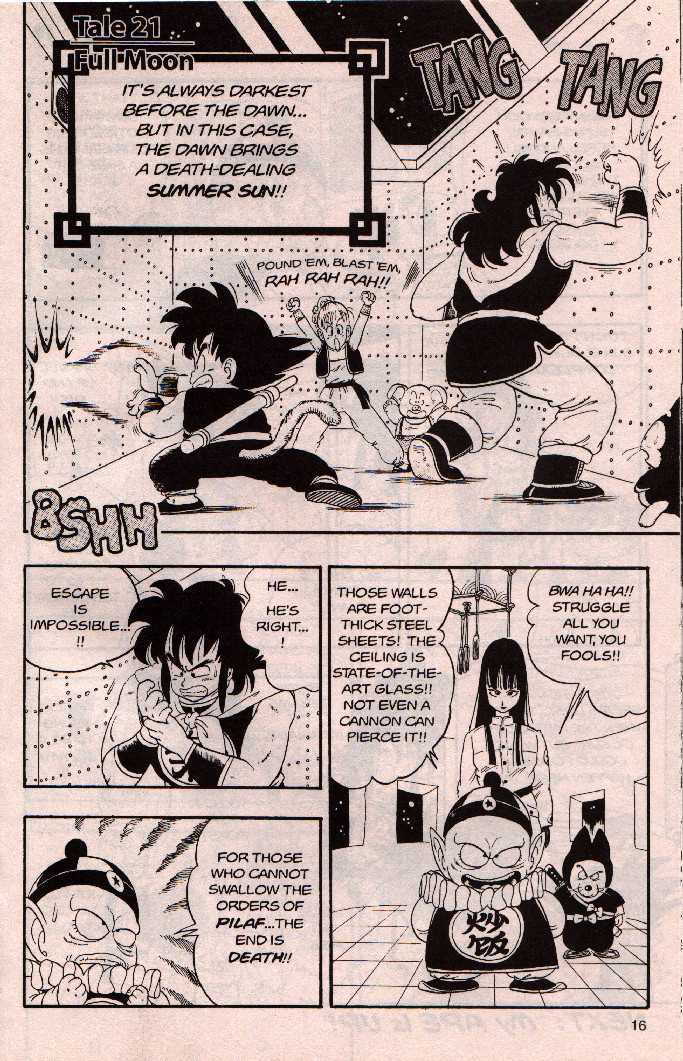 Tale 21
Full Moon
IT'S ALWAYS DARKEST
BEFORE THE DAWN...
BUT IN THIS CASE,
THE DAWN BRINGS
A DEATH-DEALING
SUMMER SUN!!
TANG
TANG
POUND 'EM, BLAST 'EM,
RAH RAH RAH!!
BSHH
BWA HA HA!!
STRUGGLE
ALL YOU
WANT, YOU
FOOLS!!
THOSE WALLS
ARE FOOT-
THICK STEEL
SHEETS! THE
CEILING IS
STATE-OF-THE-
ART GLASS!!
NOT EVEN A
CANNON CAN
PIERCE IT!!
炒飯
HE...
HE'S
RIGHT...
!
ESCAPE
IS
IMPOSSIBLE...
!!
FOR THOSE
WHO CANNOT
SWALLOW THE
ORDERS OF
PILAF...THE
END IS
DEATH!!
16